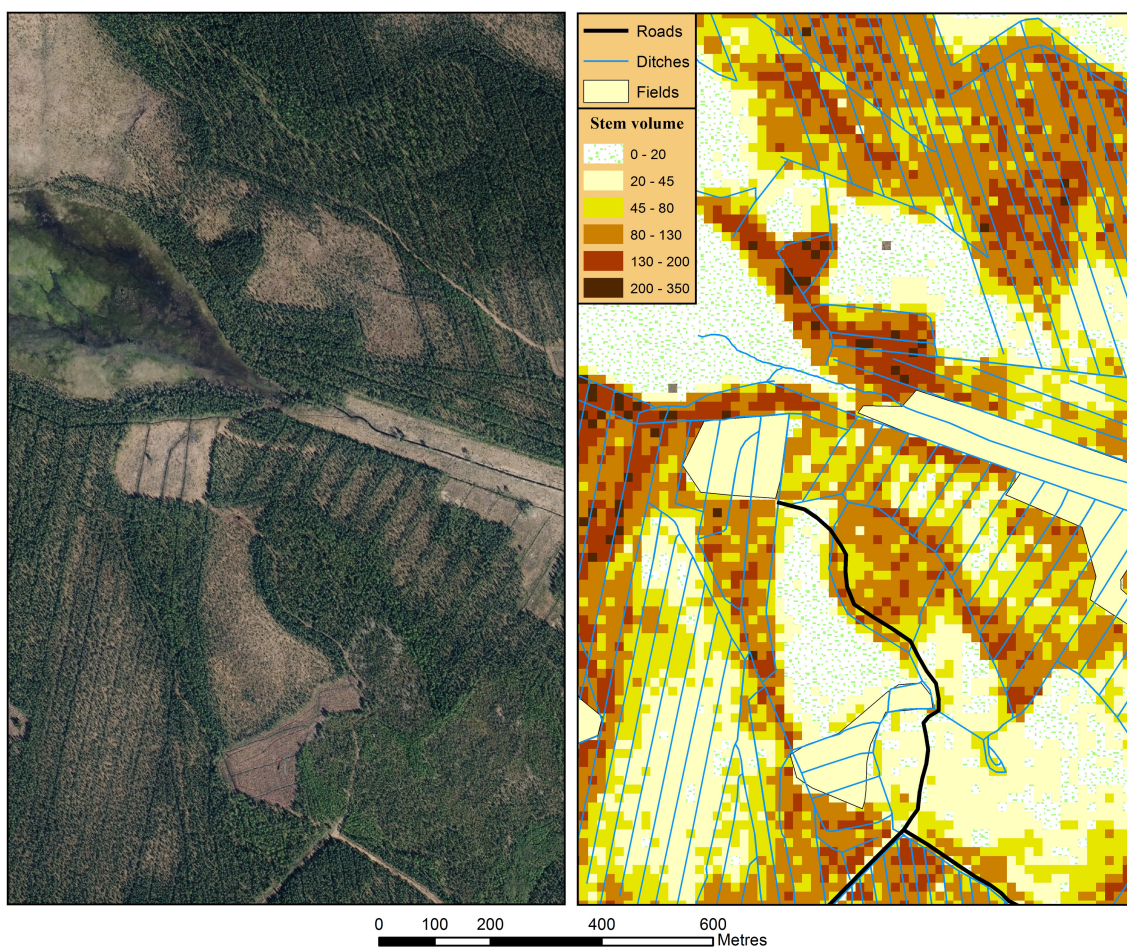 Roads
Ditches
Fields
Stem volume
0 - 20
20 - 45
45 - 80
80 - 130
130 - 200
200 - 350
0 100 200 400 600
Metres